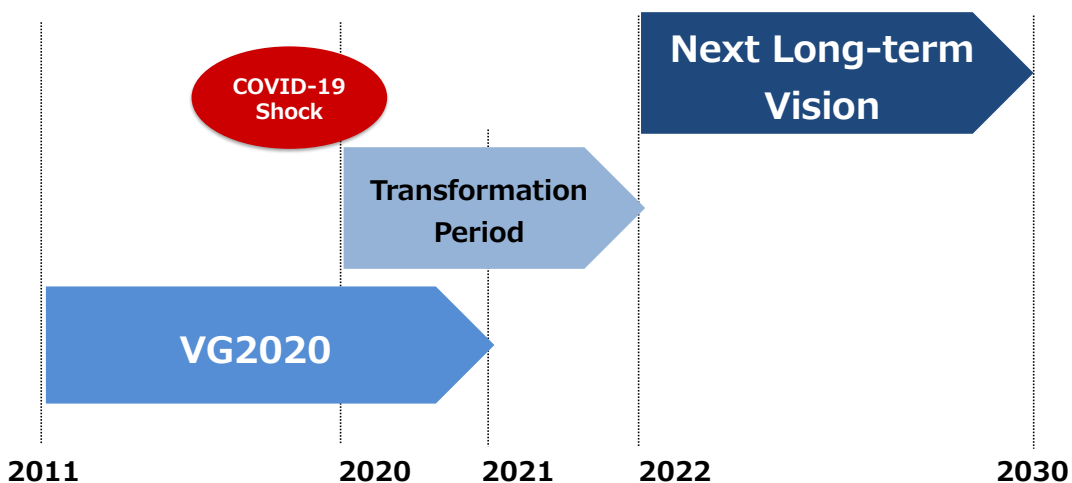 Next Long-term
Vision
COVID-19
Shock
Transformation
Period
VG2020
2011
2020
2021
2022
2030